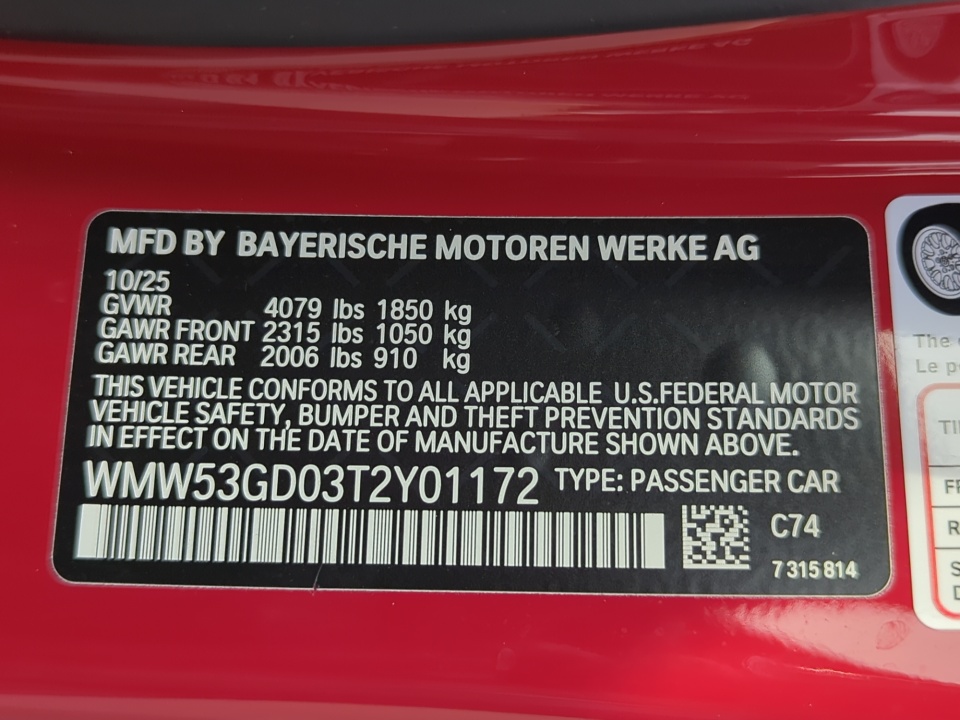 MFD BY BAYERISCHE MOTOREN WERKE AG
10/25
GVWR 4079 lbs 1850 kg
GAWR FRONT 2315 lbs 1050 kg
GAWR REAR 2006 lbs 910 kg
THIS VEHICLE CONFORMS TO ALL APPLICABLE U.S.FEDERAL MOTOR
VEHICLE SAFETY, BUMPER AND THEFT PREVENTION STANDARDS
IN EFFECT ON THE DATE OF MANUFACTURE SHOWN ABOVE.
WMW53GD03T2Y01172 TYPE: PASSENGER CAR
C74
7 315 814
The
Le